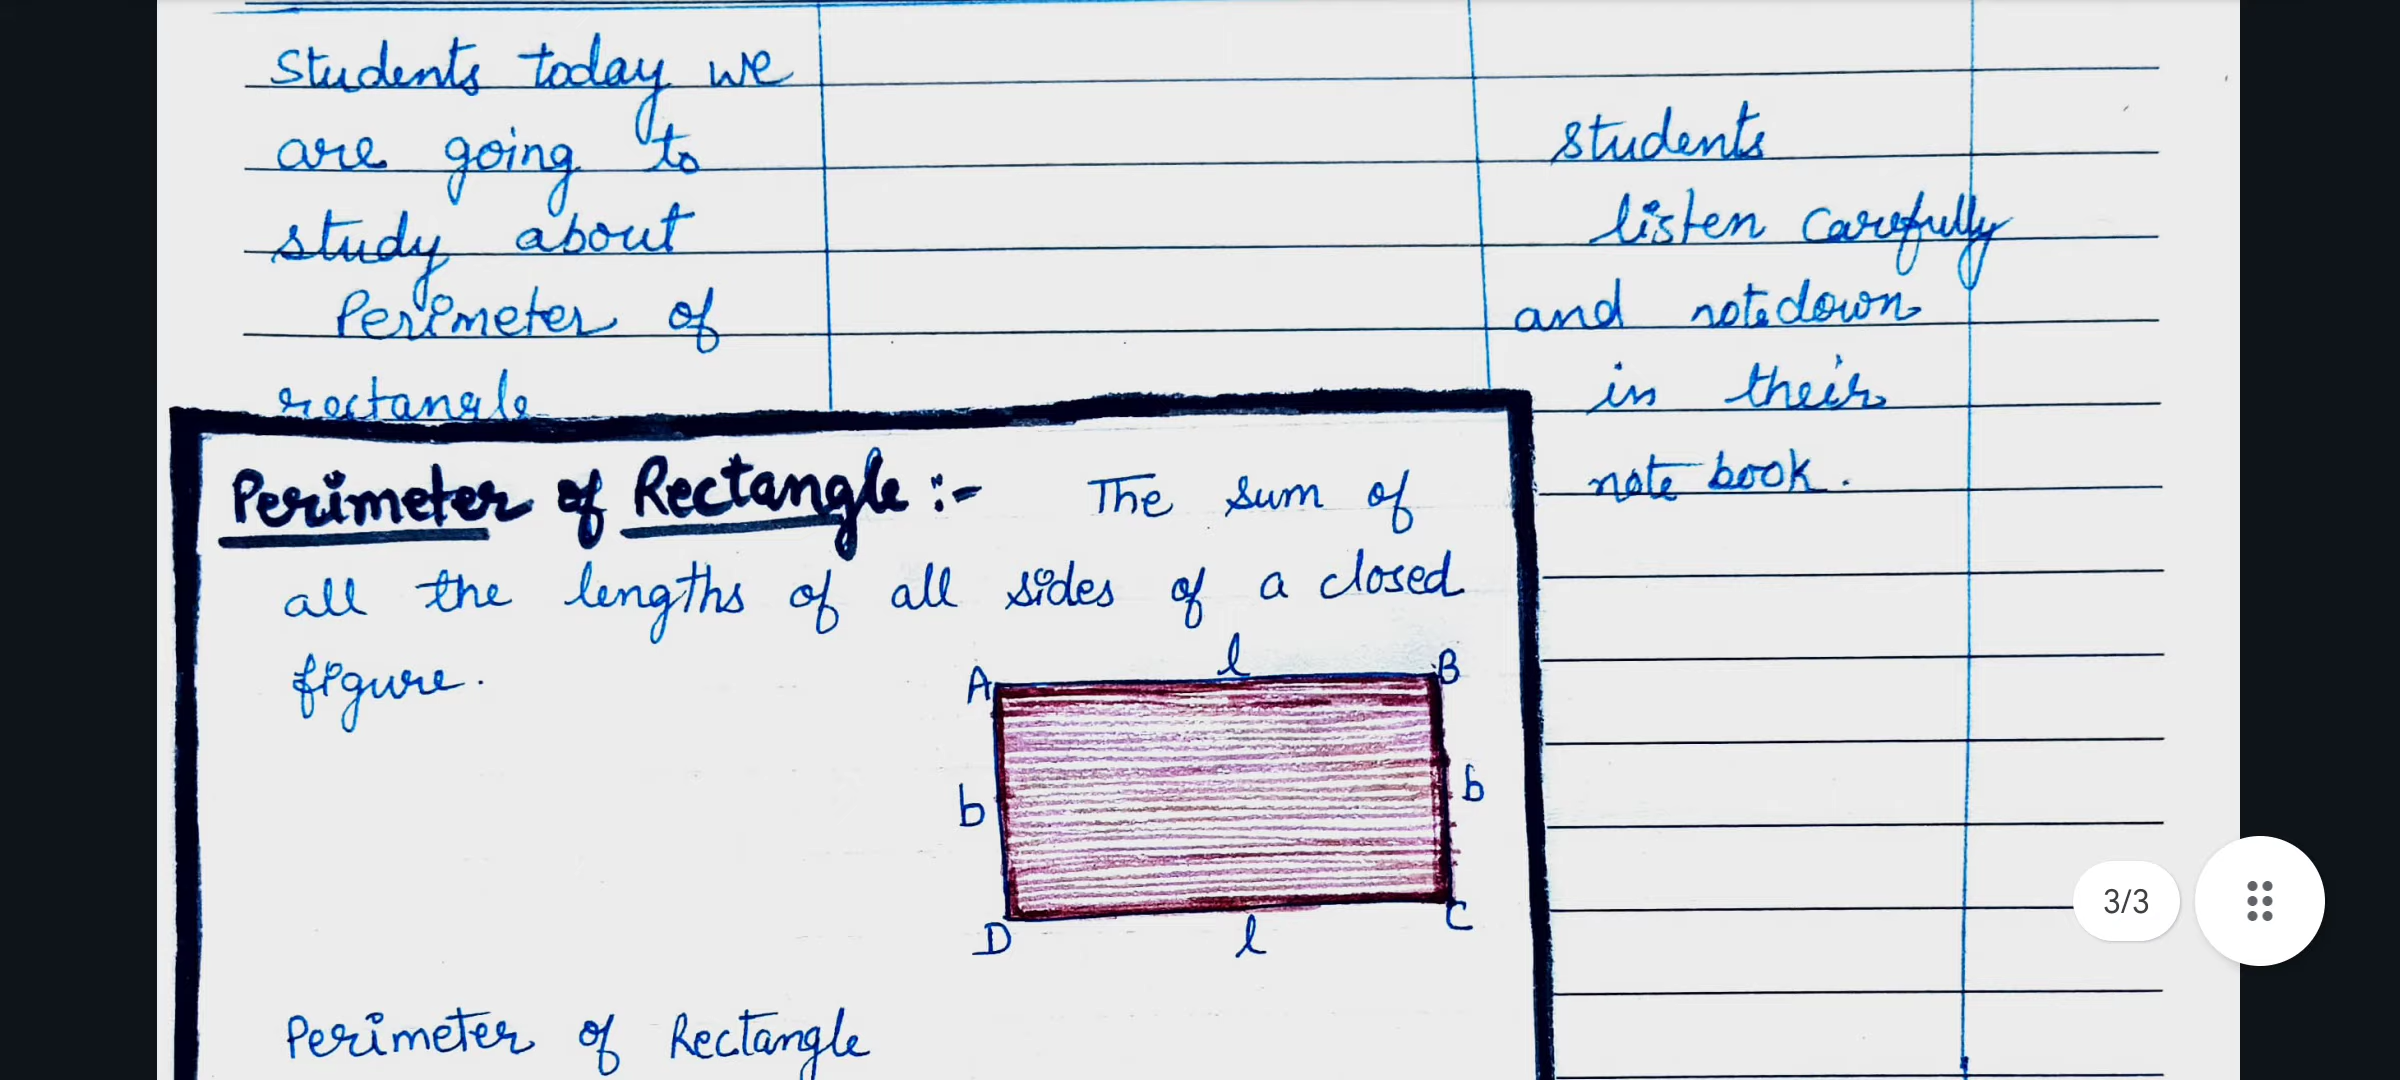 Students today we
are going to
study about
Perimeter of
rectangle
students
listen carefully
and note down
in their
note book.
Perimeter of Rectangle :- The sum of
all the lengths of all sides of a closed
figure.
l
A B
b b
D C
l
Perimeter of Rectangle
3/3